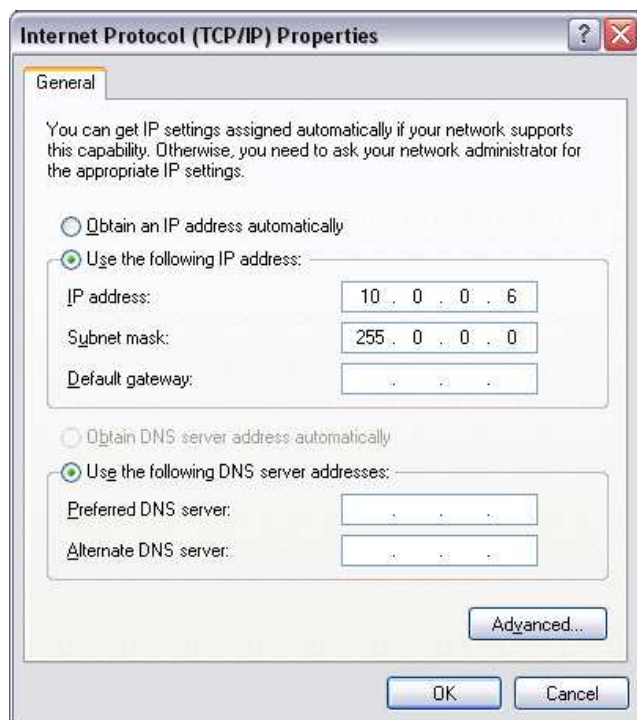 Internet Protocol (TCP/IP) Properties
?
General
You can get IP settings assigned automatically if your network supports
this capability. Otherwise, you need to ask your network administrator for
the appropriate IP settings.
Obtain an IP address automatically
Use the following IP address:
IP address: 10 . 0 . 0 . 6
Subnet mask: 255 . 0 . 0 . 0
Default gateway: . . .
Obtain DNS server address automatically
Use the following DNS server addresses:
Preferred DNS server: . . .
Alternate DNS server: . . .
Advanced...
OK Cancel